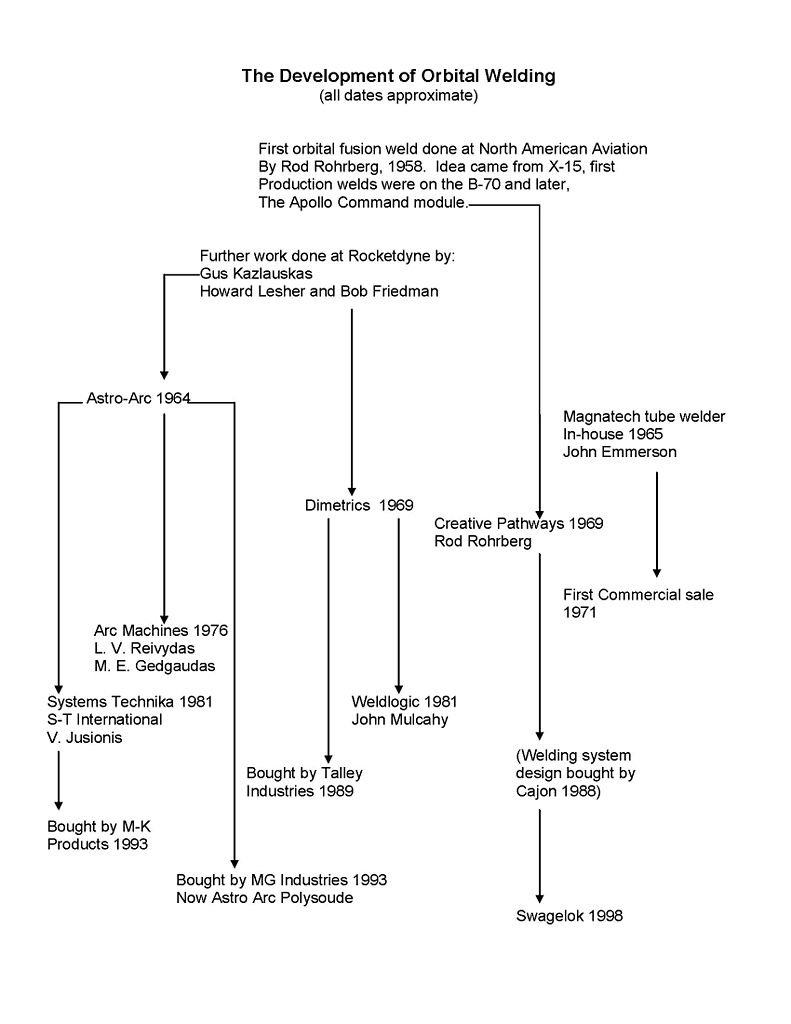 The Development of Orbital Welding
(all dates approximate)
First orbital fusion weld done at North American Aviation
By Rod Rohrberg, 1958.  Idea came from X-15, first
Production welds were on the B-70 and later,
The Apollo Command module.
Further work done at Rocketdyne by:
Gus Kazlauskas
Howard Lesher and Bob Friedman
Astro-Arc 1964
Magnatech tube welder
In-house 1965
John Emmerson
Dimetrics  1969
Creative Pathways 1969
Rod Rohrberg
First Commercial sale
1971
Arc Machines 1976
L. V. Reivydas
M. E. Gedgaudas
Systems Technika 1981
S-T International
V. Jusionis
Weldlogic 1981
John Mulcahy
(Welding system
design bought by
Cajon 1988)
Bought by Talley
Industries 1989
Bought by M-K
Products 1993
Bought by MG Industries 1993
Now Astro Arc Polysoude
Swagelok 1998